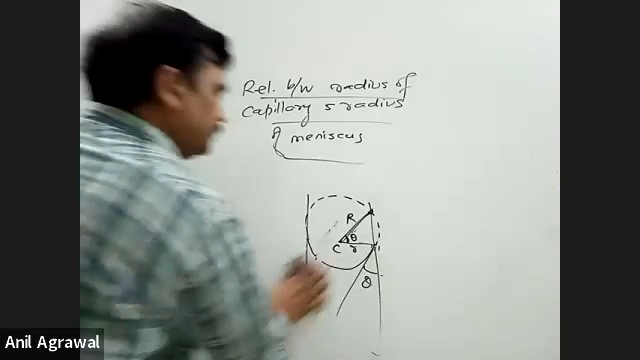 Rel. b/w radius of
Capillary & radius
of meniscus
R
θ
C
r
θ
Anil Agrawal